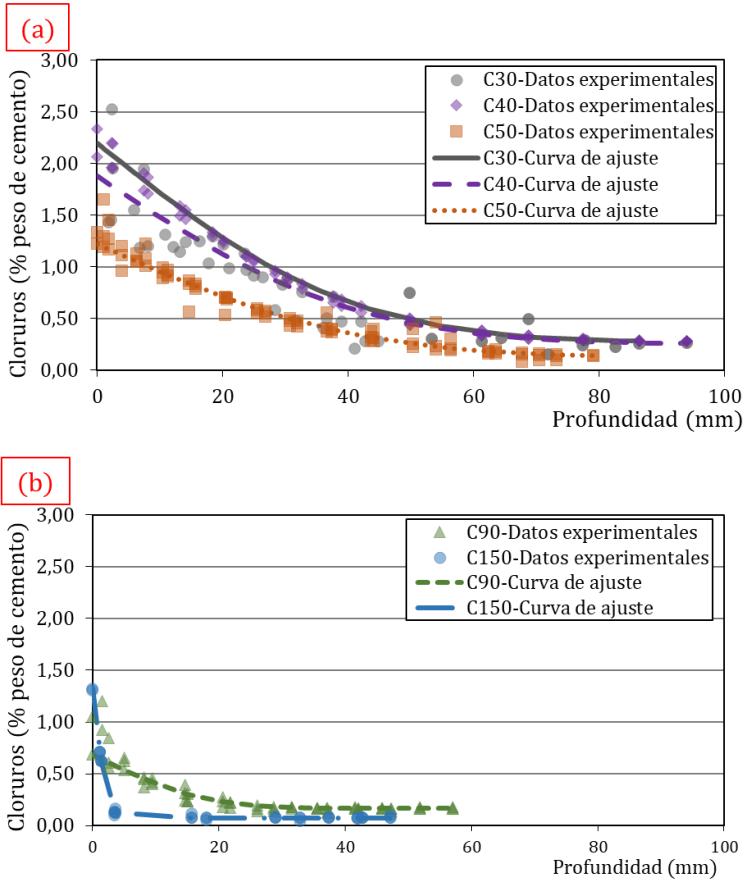 (a)
3,00
2,50
2,00
1,50
1,00
0,50
0,00
Cloruros (% peso de cemento)
C30-Datos experimentales
C40-Datos experimentales
C50-Datos experimentales
C30-Curva de ajuste
C40-Curva de ajuste
C50-Curva de ajuste
0 20 40 60 80 100
Profundidad (mm)
(b)
3,00
2,50
2,00
1,50
1,00
0,50
0,00
Cloruros (% peso de cemento)
C90-Datos experimentales
C150-Datos experimentales
C90-Curva de ajuste
C150-Curva de ajuste
0 20 40 60 80 100
Profundidad (mm)